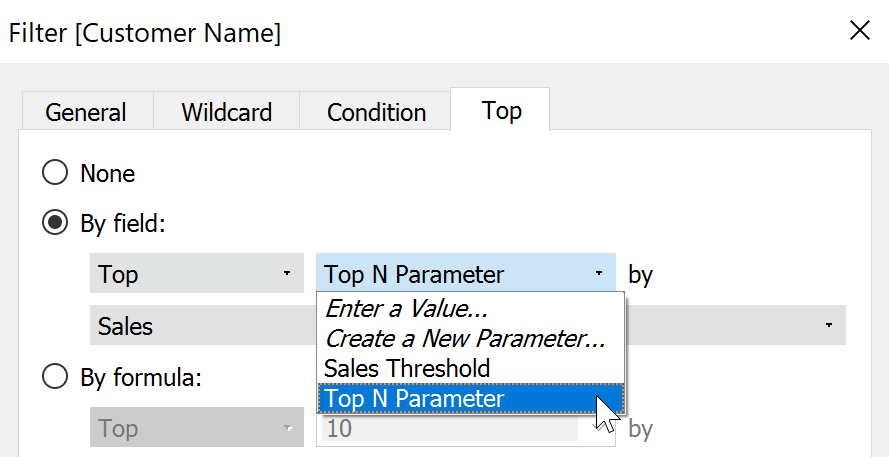 Filter [Customer Name]
General Wildcard Condition Top
None
By field:
Top Top N Parameter by
Enter a Value...
Sales
Create a New Parameter...
Sales Threshold
By formula:
Top N Parameter
Top 10 by